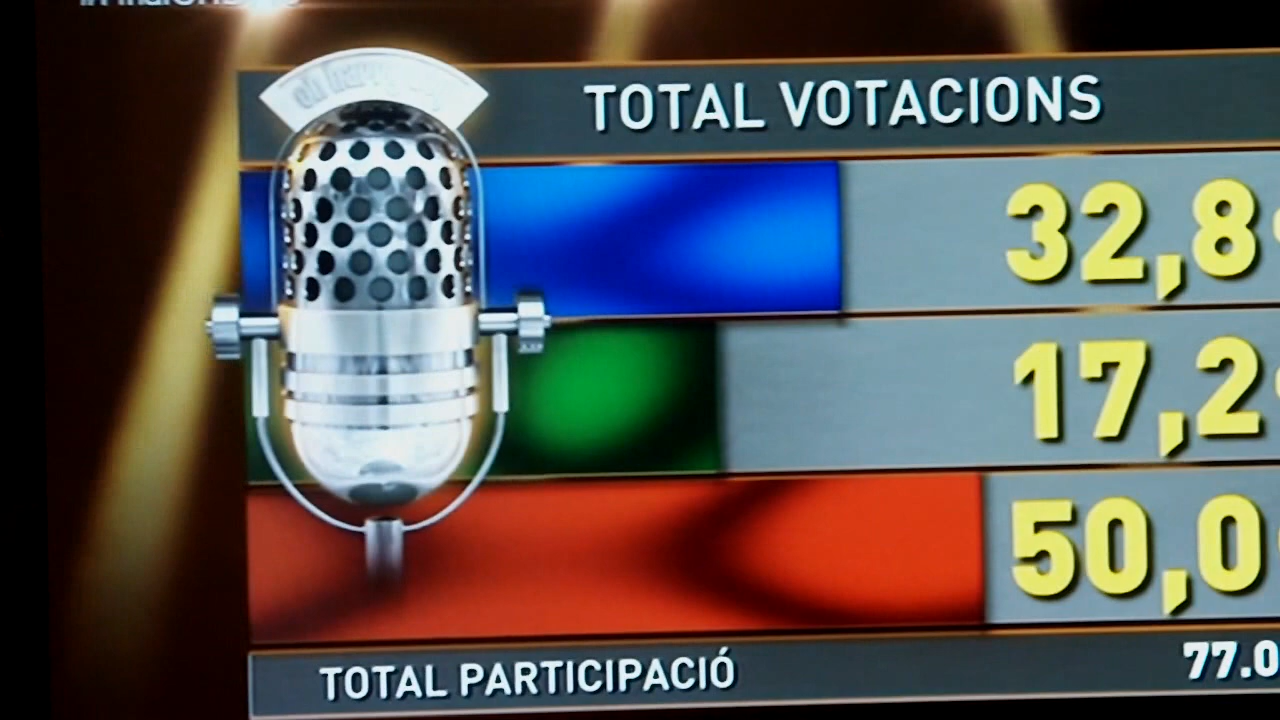 TOTAL VOTACIONS
32,8
17,2
50,0
TOTAL PARTICIPACIÓ
77.0